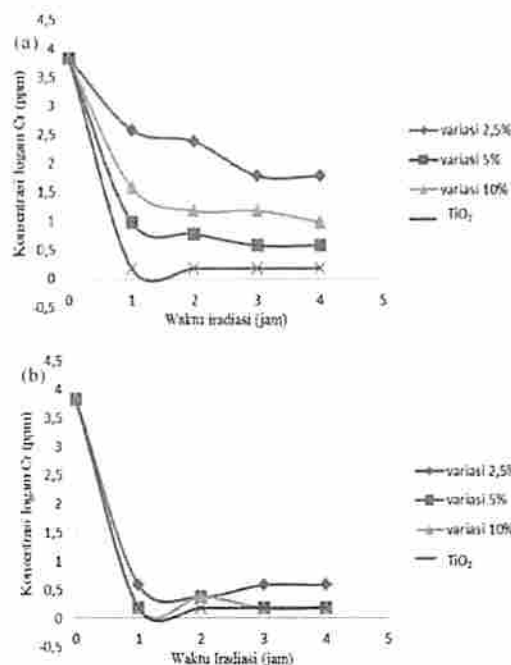 (a)
Konsentrasi logam Cr (ppm)
4,5
4
3,5
3
2,5
2
1,5
1
0,5
0
-0,5
0 1 2 3 4 5
Waktu iradiasi (jam)
variasi 2,5%
variasi 5%
variasi 10%
TiO₂
(b)
Konsentrasi logam Cr (ppm)
4,5
4
3,5
3
2,5
2
1,5
1
0,5
0
-0,5
0 1 2 3 4 5
Waktu Iradiasi (jam)
variasi 2,5%
variasi 5%
variasi 10%
TiO₂